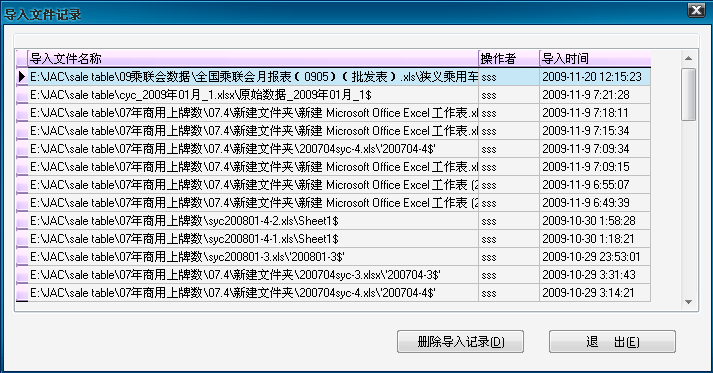 导入文件记录
导入文件名称 操作者 导入时间
E:\JAC\sale table\09乘联会数据\全国乘联会月报表（0905）（批发表）.xls\狭义乘用车 sss 2009-11-20 12:15:23
E:\JAC\sale table\cyc_2009年01月_1.xlsx\原始数据_2009年01月_1$ sss 2009-11-9 7:21:28
E:\JAC\sale table\07年商用上牌数\07.4\新建文件夹\新建 Microsoft Office Excel 工作表.xl sss 2009-11-9 7:18:11
E:\JAC\sale table\07年商用上牌数\07.4\新建文件夹\新建 Microsoft Office Excel 工作表.xl sss 2009-11-9 7:15:34
E:\JAC\sale table\07年商用上牌数\07.4\新建文件夹\200704syc-4.xls\'200704-4$' sss 2009-11-9 7:09:34
E:\JAC\sale table\07年商用上牌数\07.4\新建文件夹\新建 Microsoft Office Excel 工作表.xl sss 2009-11-9 7:09:15
E:\JAC\sale table\07年商用上牌数\07.4\新建文件夹\新建 Microsoft Office Excel 工作表 (2 sss 2009-11-9 6:55:07
E:\JAC\sale table\07年商用上牌数\07.4\新建文件夹\新建 Microsoft Office Excel 工作表 (2 sss 2009-11-9 6:49:39
E:\JAC\sale table\07年商用上牌数\syc200801-4-2.xls\Sheet1$ sss 2009-10-30 1:58:28
E:\JAC\sale table\07年商用上牌数\syc200801-4-1.xls\Sheet1$ sss 2009-10-30 1:18:21
E:\JAC\sale table\07年商用上牌数\syc200801-3.xls\'200801-3$' sss 2009-10-29 23:53:01
E:\JAC\sale table\07年商用上牌数\07.4\新建文件夹\200704syc-3.xlsx\'200704-3$' sss 2009-10-29 3:31:43
E:\JAC\sale table\07年商用上牌数\07.4\新建文件夹\200704syc-4.xls\'200704-4$' sss 2009-10-29 3:14:21
删除导入记录(D) 退 出(E)